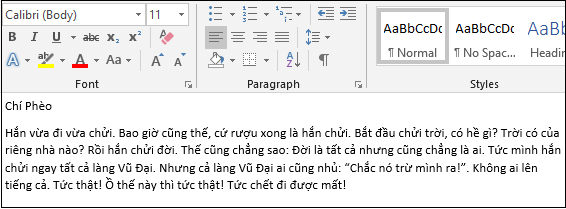 Calibri (Body) 11
B I U abc x₂ x² AaBbCcDc AaBbCcDc AaBbCc
A aby A Aa A A ¶ Normal ¶ No Spac... Headin
Font Paragraph Styles
Chí Phèo
Hắn vừa đi vừa chửi. Bao giờ cũng thế, cứ rượu xong là hắn chửi. Bắt đầu chửi trời, có hề gì? Trời có của
riêng nhà nào? Rồi hắn chửi đời. Thế cũng chẳng sao: Đời là tất cả nhưng cũng chẳng là ai. Tức mình hắn
chửi ngay tất cả làng Vũ Đại. Nhưng cả làng Vũ Đại ai cũng nhủ: “Chắc nó trừ mình ra!”. Không ai lên
tiếng cả. Tức thật! Ồ thế này thì tức thật! Tức chết đi được mất!